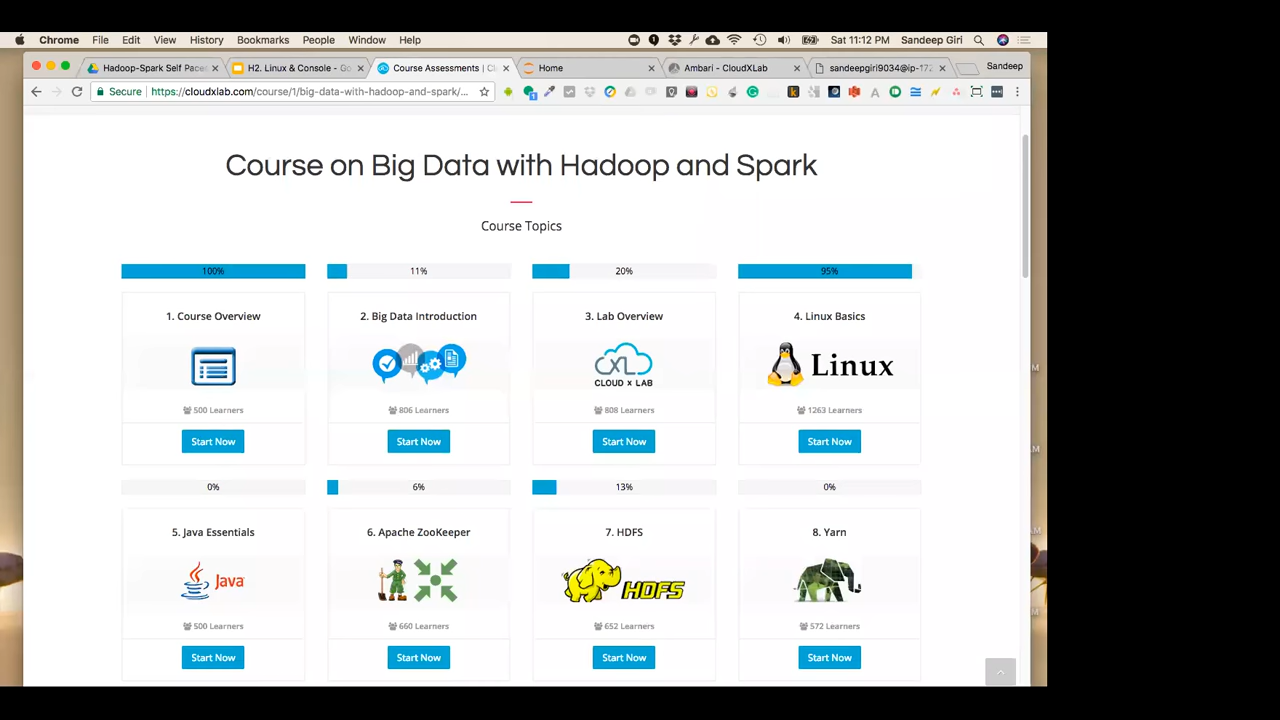 Chrome File Edit View History Bookmarks People Window Help Sat 11:12 PM Sandeep Giri
Hadoop-Spark Self Paces H2. Linux & Console - Go Course Assessments | Cl Home Ambari - CloudXLab sandeepgiri9034@ip-172 Sandeep
Secure https://cloudxlab.com/course/1/big-data-with-hadoop-and-spark/...
Course on Big Data with Hadoop and Spark
Course Topics
100% 11% 20% 95%
1. Course Overview 2. Big Data Introduction 3. Lab Overview 4. Linux Basics
CXL Linux
CLOUD X LAB
500 Learners 806 Learners 808 Learners 1263 Learners
Start Now Start Now Start Now Start Now
0% 6% 13% 0%
5. Java Essentials 6. Apache ZooKeeper 7. HDFS 8. Yarn
Java HDFS
500 Learners 660 Learners 652 Learners 572 Learners
Start Now Start Now Start Now Start Now